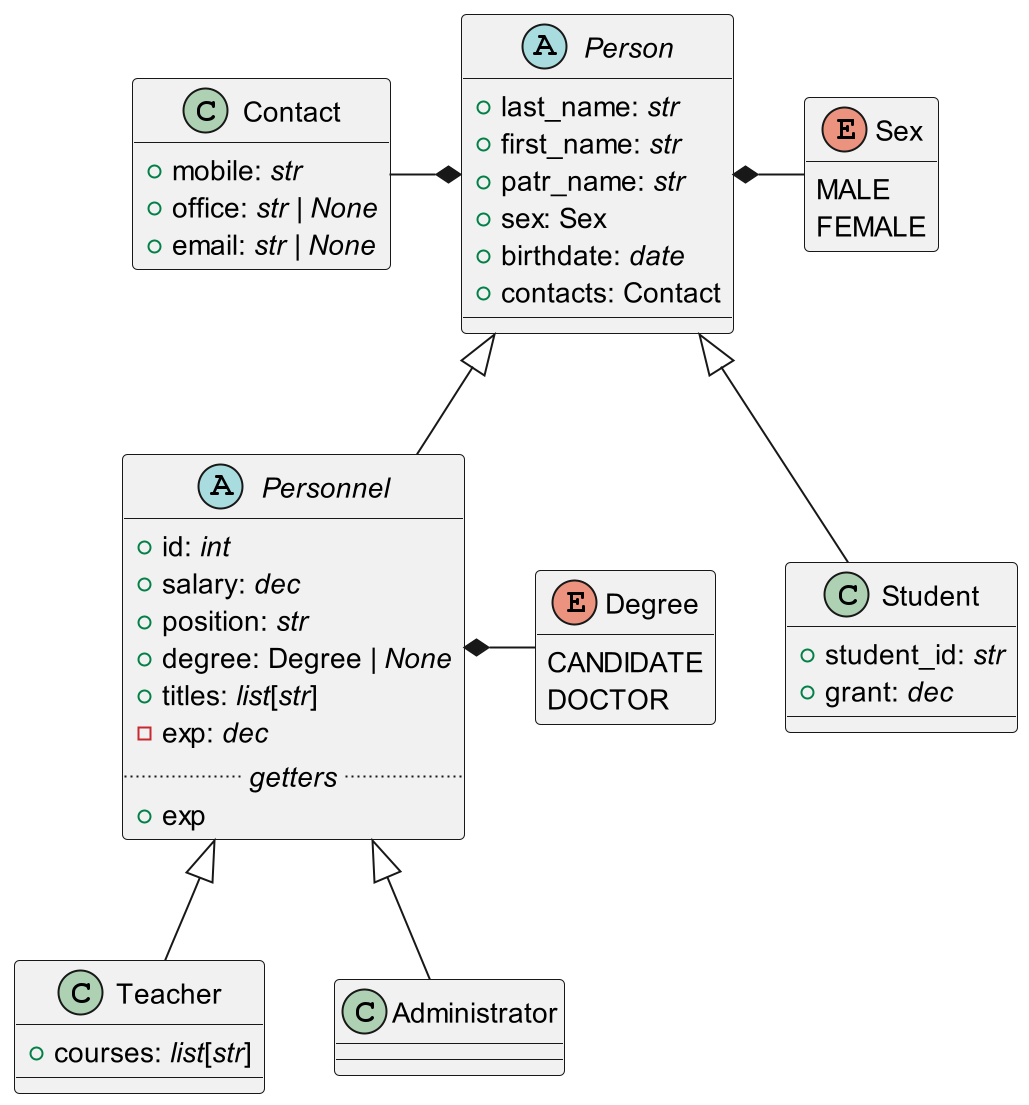 A Person
+ last_name: str
+ first_name: str
+ patr_name: str
+ sex: Sex
+ birthdate: date
+ contacts: Contact
C Contact
+ mobile: str
+ office: str | None
+ email: str | None
E Sex
MALE
FEMALE
A Personnel
id: int
salary: dec
position: str
degree: Degree | None
titles: list[str]
exp: dec
getters
exp
E Degree
CANDIDATE
DOCTOR
C Student
student_id: str
grant: dec
C Teacher
courses: list[str]
C Administrator